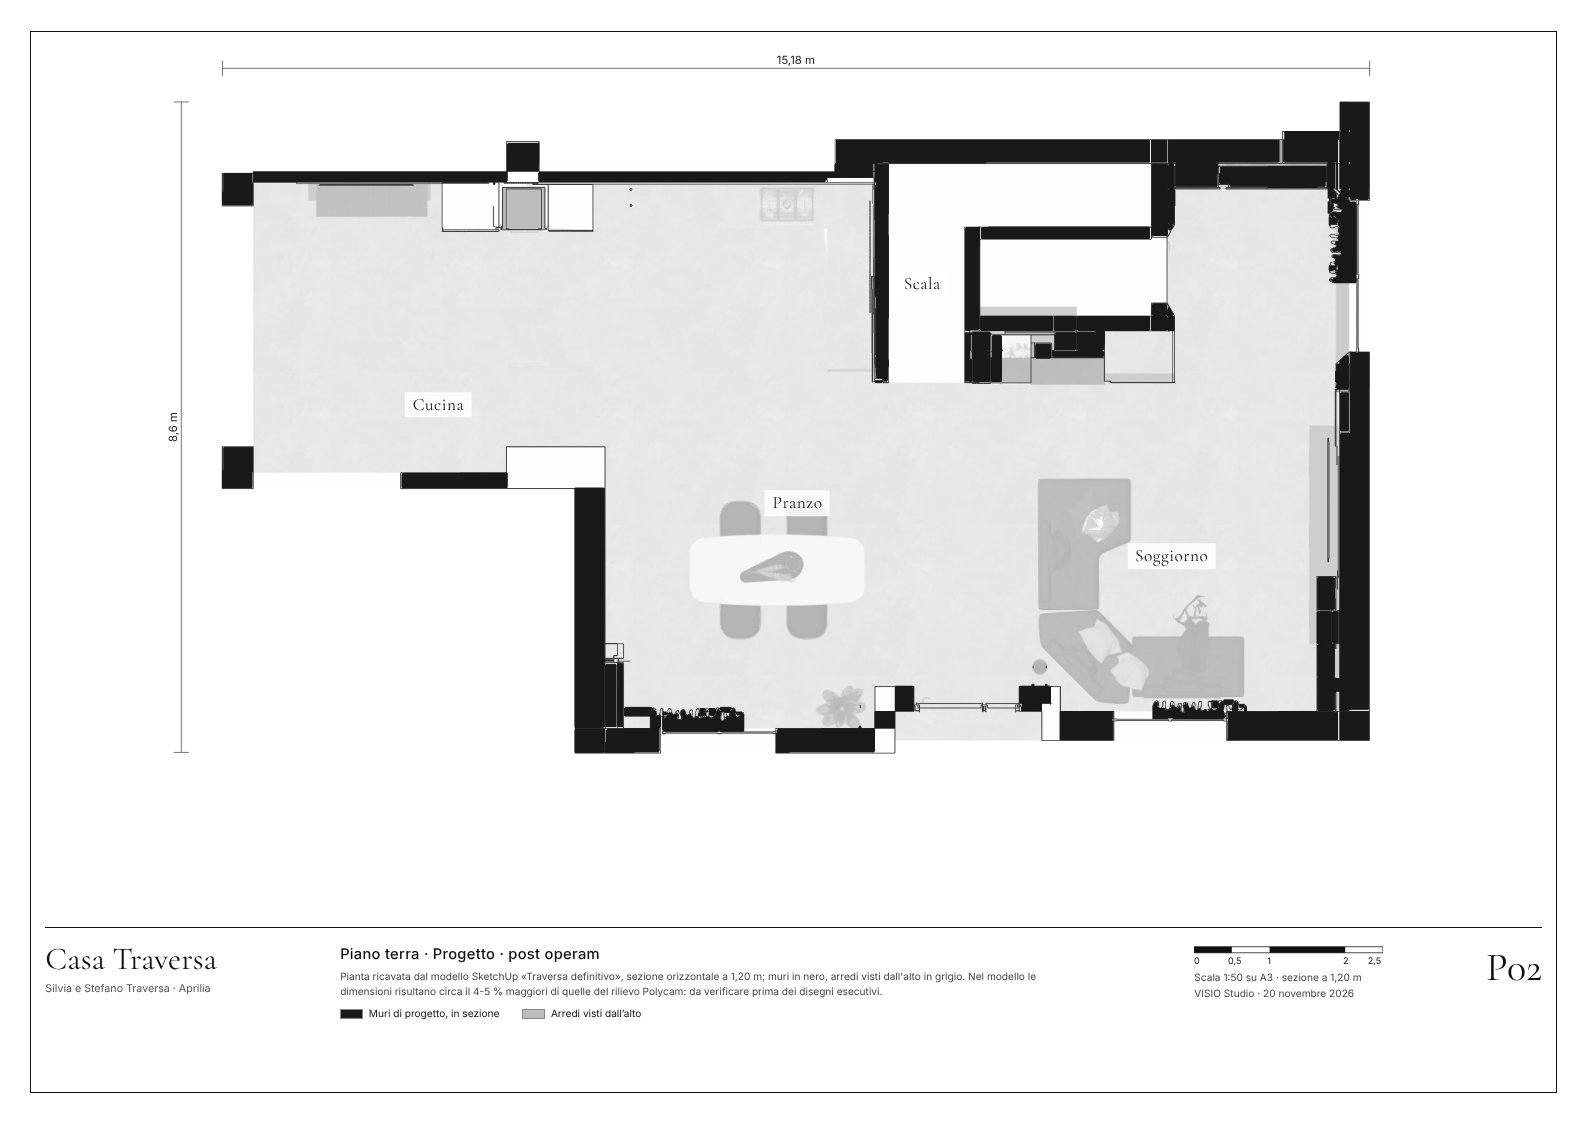 15,18 m
8,6 m
Scala
Cucina
Pranzo
Soggiorno
Casa Traversa
Silvia e Stefano Traversa · Aprilia
Piano terra · Progetto · post operam
Pianta ricavata dal modello SketchUp «Traversa definitivo», sezione orizzontale a 1,20 m; muri in nero, arredi visti dall'alto in grigio. Nel modello le
dimensioni risultano circa il 4-5 % maggiori di quelle del rilievo Polycam: da verificare prima dei disegni esecutivi.
Muri di progetto, in sezione
Arredi visti dall'alto
0 0,5 1 2 2,5
Scala 1:50 su A3 · sezione a 1,20 m
VISIO Studio · 20 novembre 2026
P02